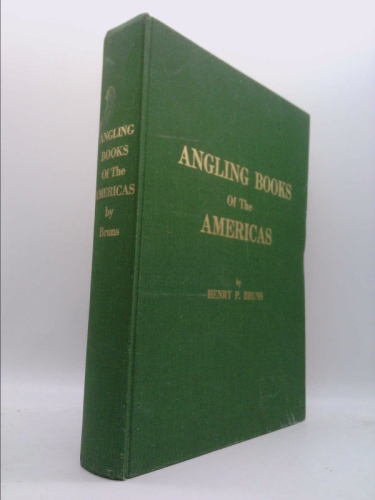 ANGLING
BOOKS
Of The
AMERICAS
by
Bruns
ANGLING BOOKS
Of The
AMERICAS
by
HENRY P. BRUNS